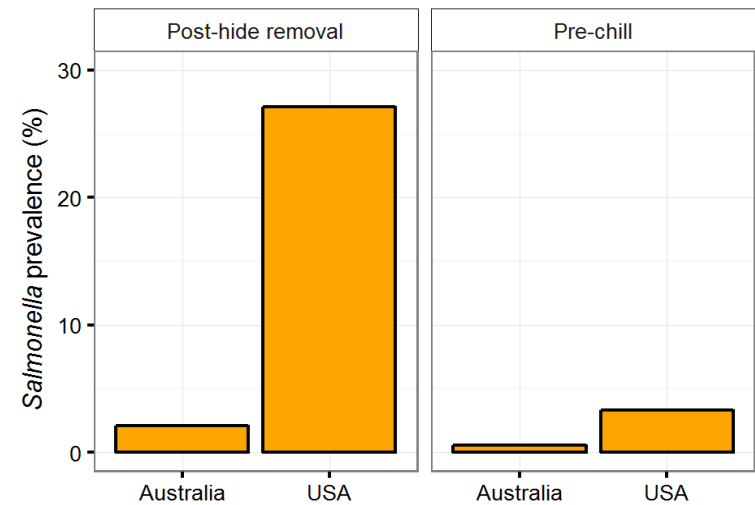 Post-hide removal
Pre-chill
Salmonella prevalence (%)
30
20
10
0
Australia
USA
Australia
USA